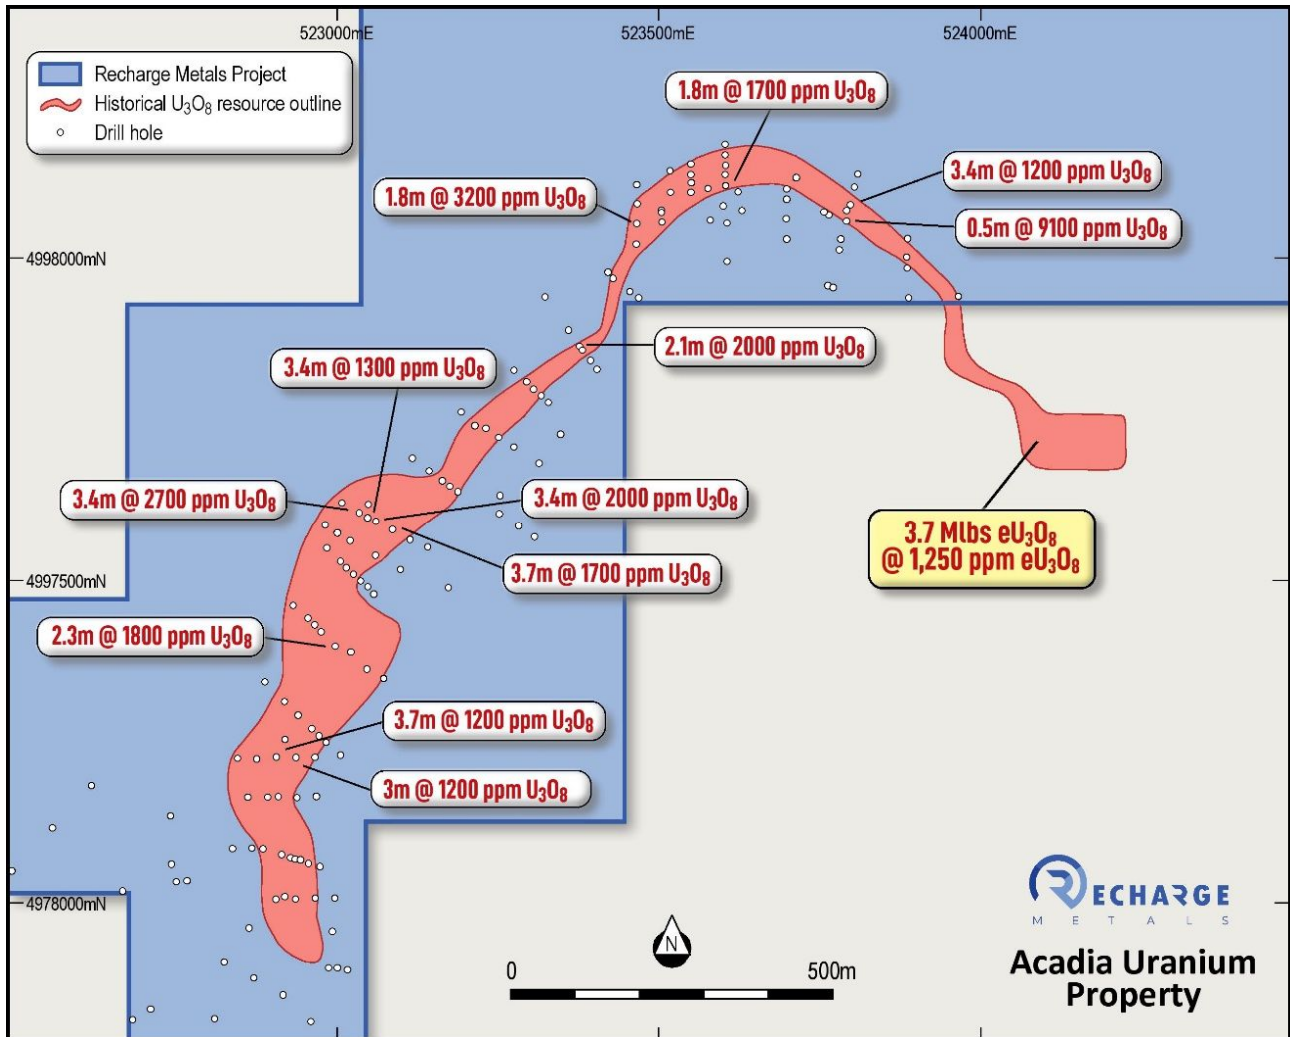 523000mE
523500mE
524000mE
Recharge Metals Project
Historical U₃O₈ resource outline
Drill hole
1.8m @ 1700 ppm U₃O₈
3.4m @ 1200 ppm U₃O₈
1.8m @ 3200 ppm U₃O₈
0.5m @ 9100 ppm U₃O₈
4998000mN
2.1m @ 2000 ppm U₃O₈
3.4m @ 1300 ppm U₃O₈
3.4m @ 2700 ppm U₃O₈
3.4m @ 2000 ppm U₃O₈
3.7 Mlbs eU₃O₈
@ 1,250 ppm eU₃O₈
3.7m @ 1700 ppm U₃O₈
4997500mN
2.3m @ 1800 ppm U₃O₈
3.7m @ 1200 ppm U₃O₈
3m @ 1200 ppm U₃O₈
4978000mN
RECHARGE
METALS
N
0
500m
Acadia Uranium
Property